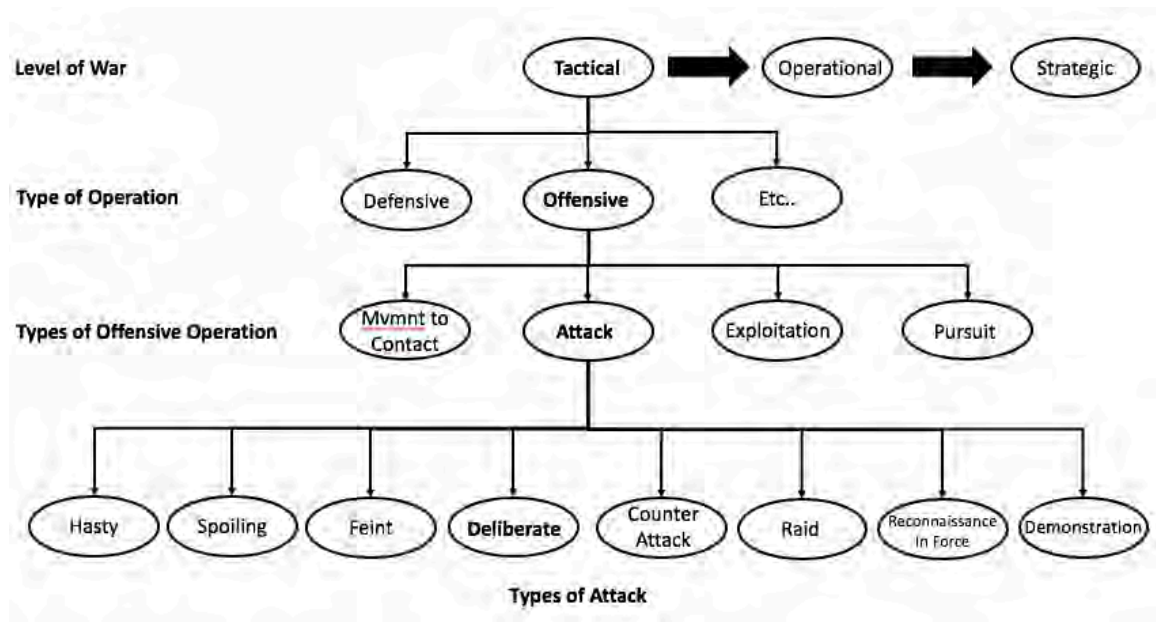 Level of War
Tactical
Operational
Strategic
Type of Operation
Defensive
Offensive
Etc..
Types of Offensive Operation
Mvmnt to
Contact
Attack
Exploitation
Pursuit
Hasty
Spoiling
Feint
Deliberate
Counter
Attack
Raid
Reconnaissance
in Force
Demonstration
Types of Attack